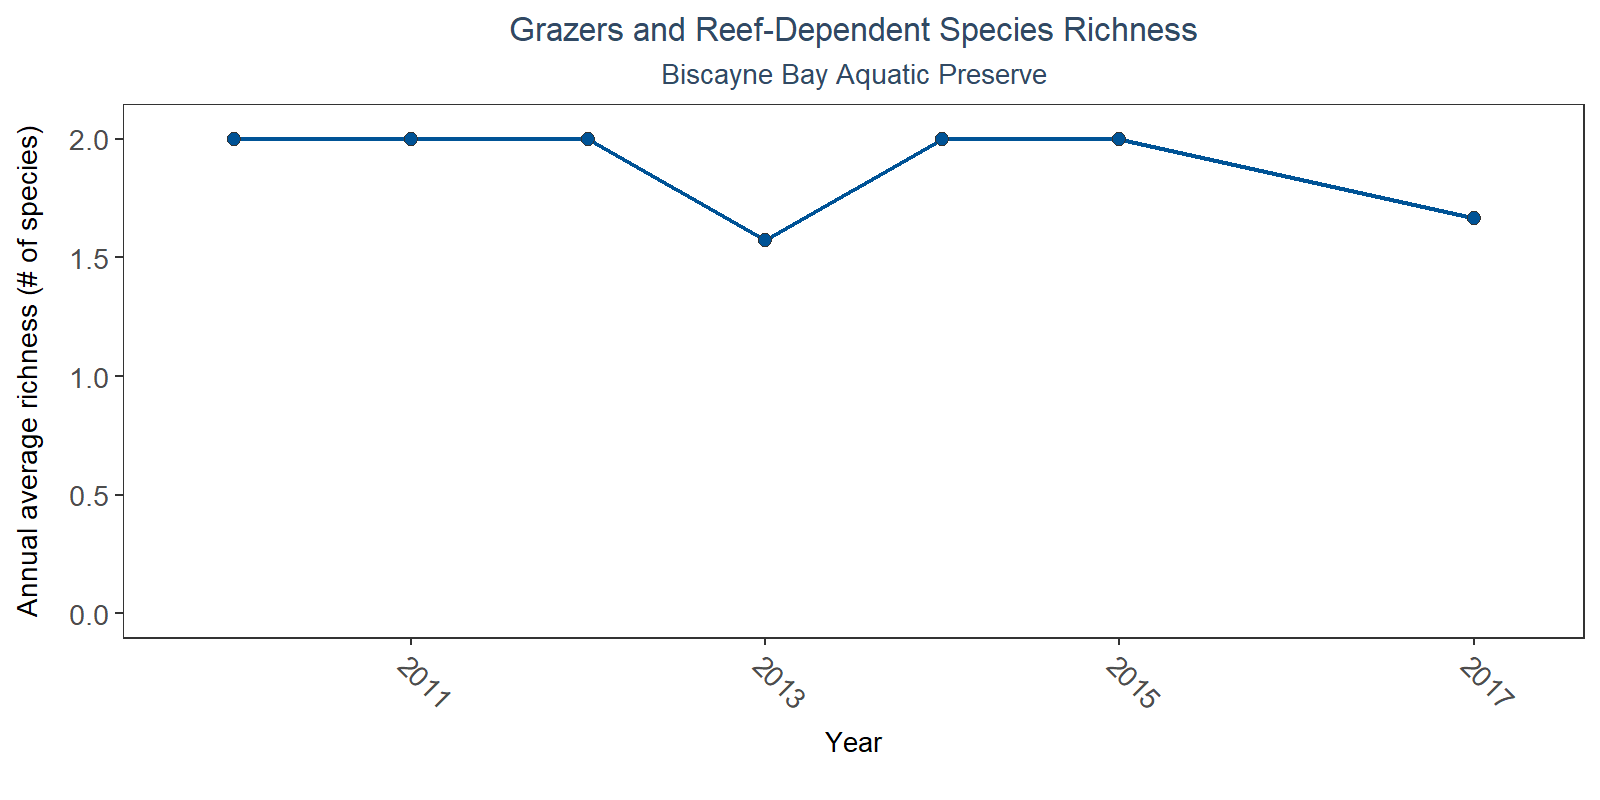 Grazers and Reef-Dependent Species Richness
Biscayne Bay Aquatic Preserve
Annual average richness (# of species)
2.0
1.5
1.0
0.5
0.0
2011
2013
2015
2017
Year